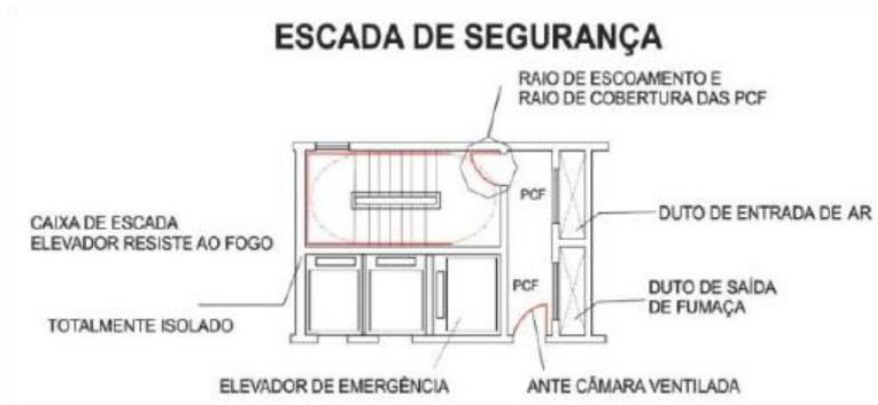 ESCADA DE SEGURANÇA
RAIO DE ESCOAMENTO E
RAIO DE COBERTURA DAS PCF
PCF
CAIXA DE ESCADA
ELEVADOR RESISTE AO FOGO
DUTO DE ENTRADA DE AR
PCF
DUTO DE SAÍDA
DE FUMAÇA
TOTALMENTE ISOLADO
ELEVADOR DE EMERGÊNCIA
ANTE CÂMARA VENTILADA